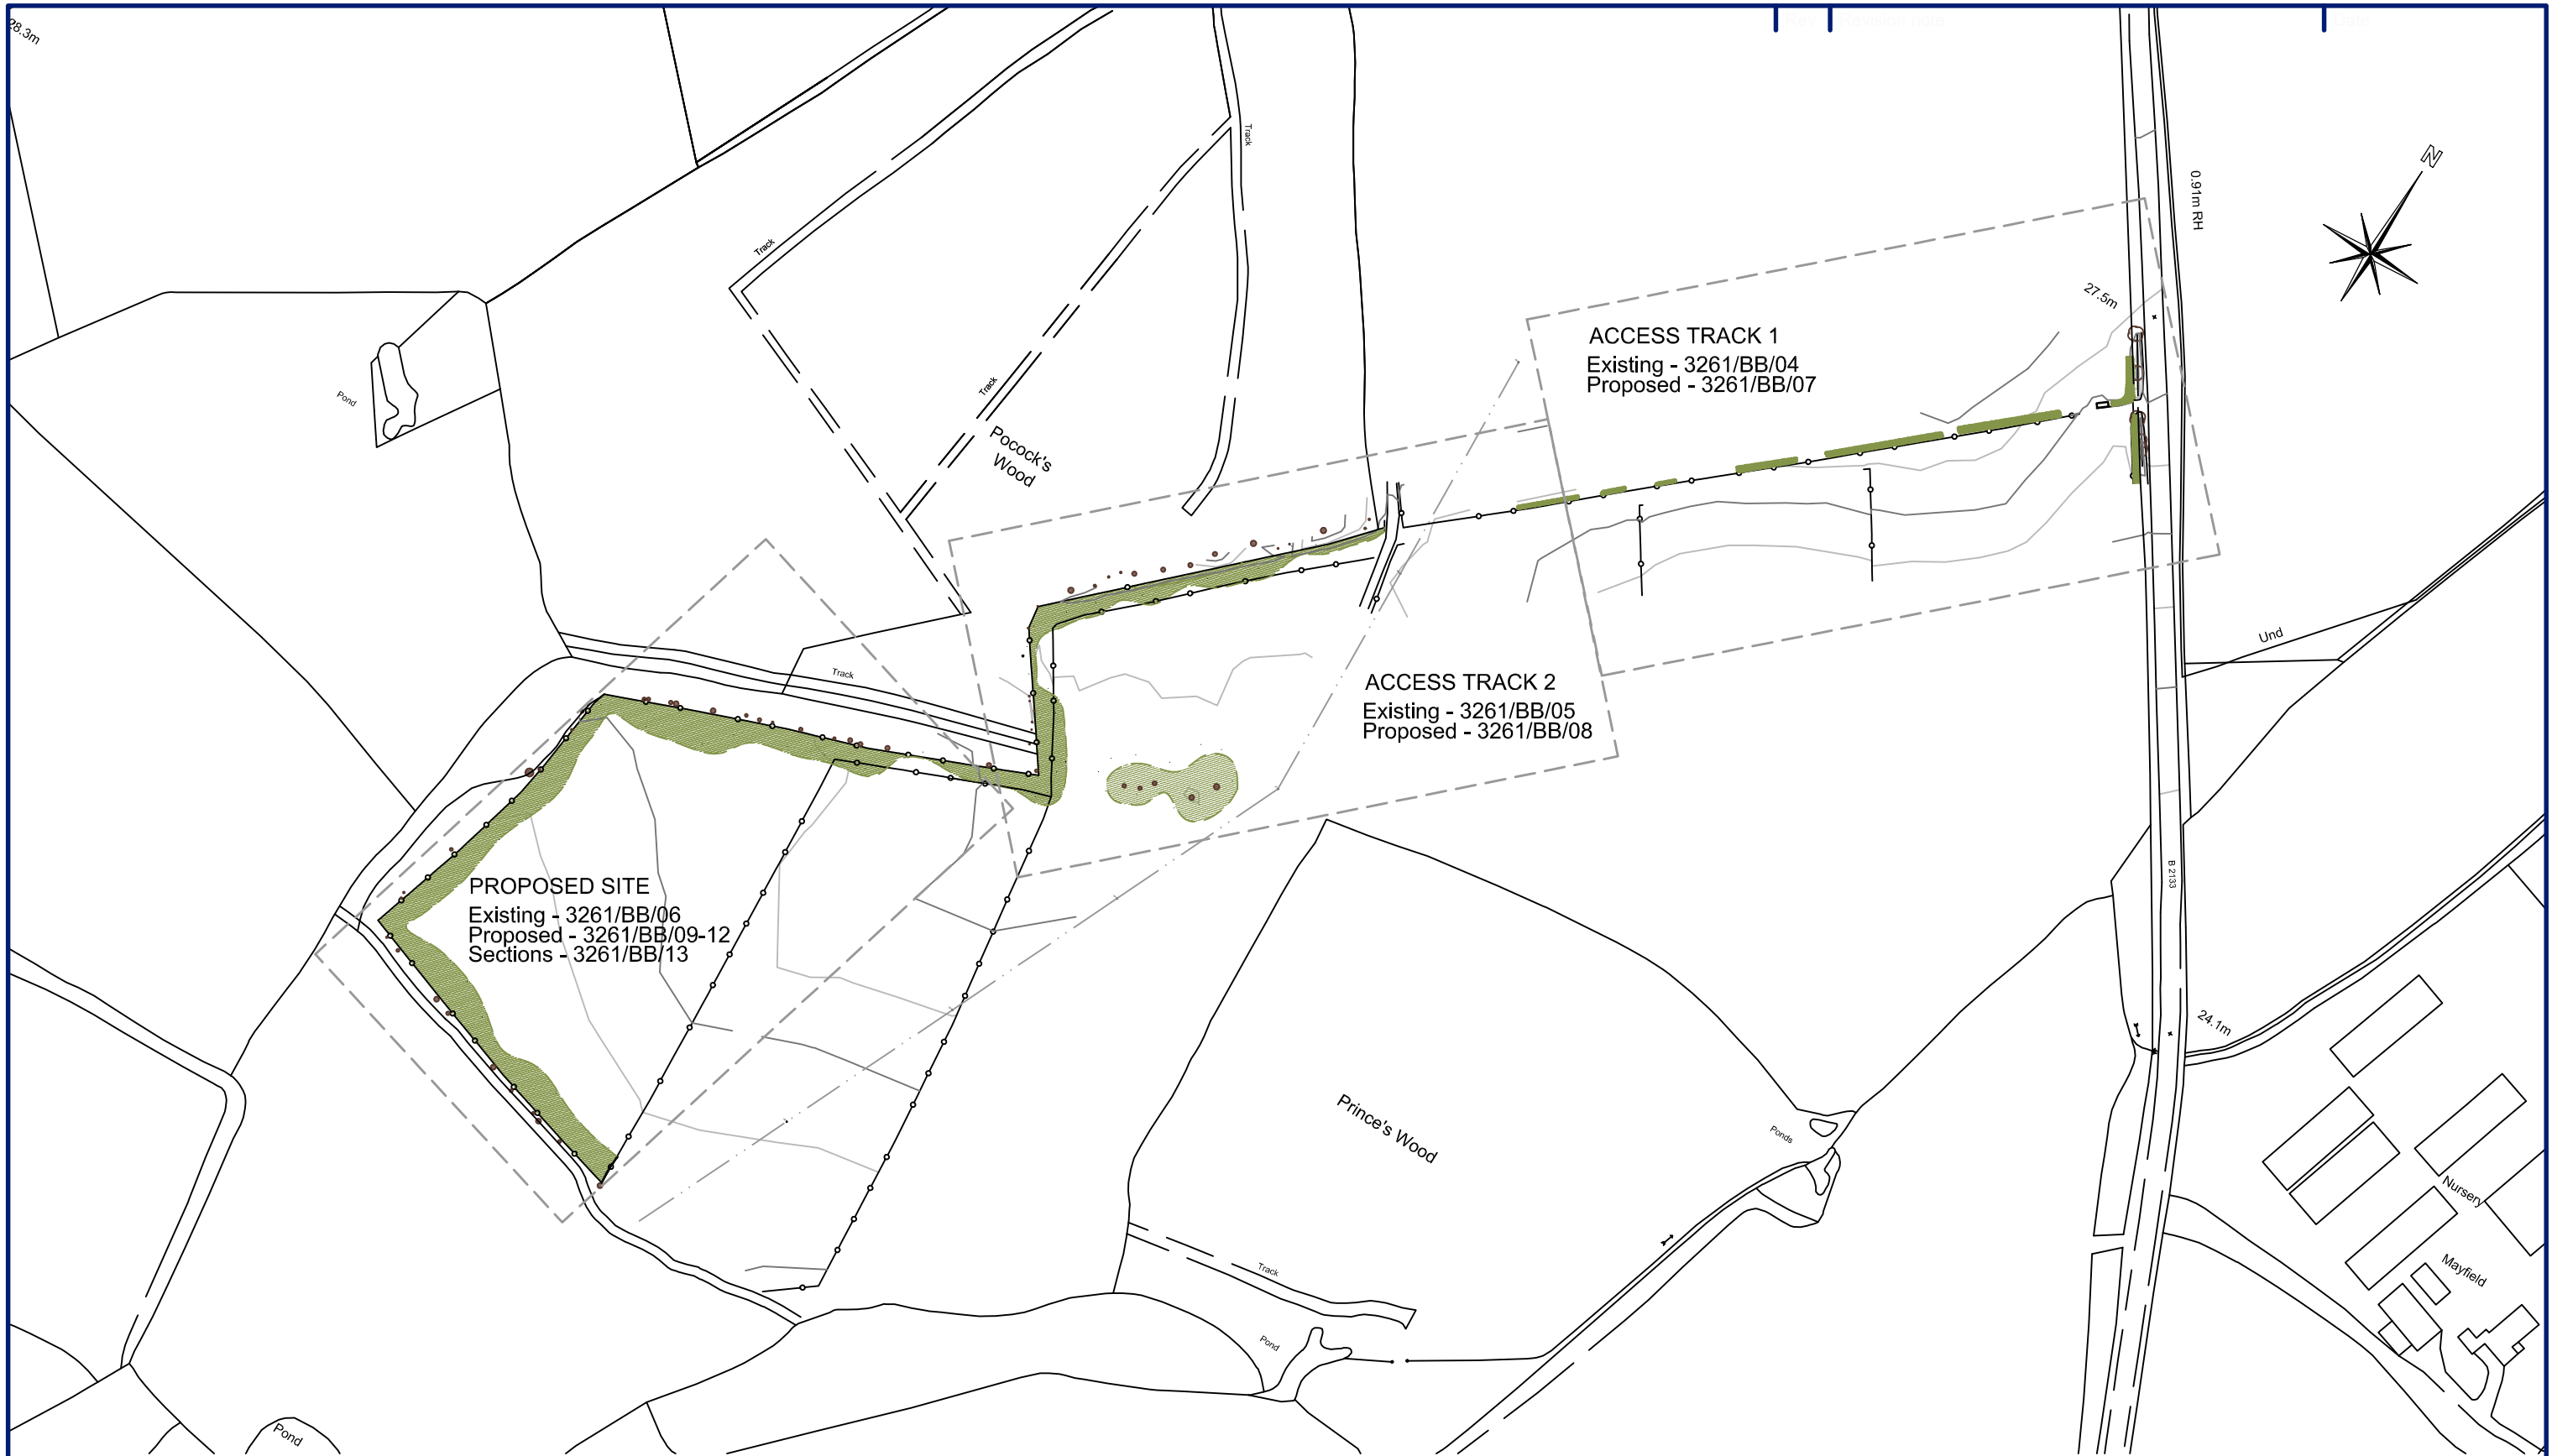 28.3m
Track
N
0.91m RH
Track
27.5m
ACCESS TRACK 1
Existing - 3261/BB/04
Proposed - 3261/BB/07
Track
Pond
Pocock's
Wood
Und
Track
ACCESS TRACK 2
Existing - 3261/BB/05
Proposed - 3261/BB/08
B 2133
PROPOSED SITE
Existing - 3261/BB/06
Proposed - 3261/BB/09-12
Sections - 3261/BB/13
24.1m
Prince's Wood
Ponds
Nursery
Mayfield
Track
Pond
Pond